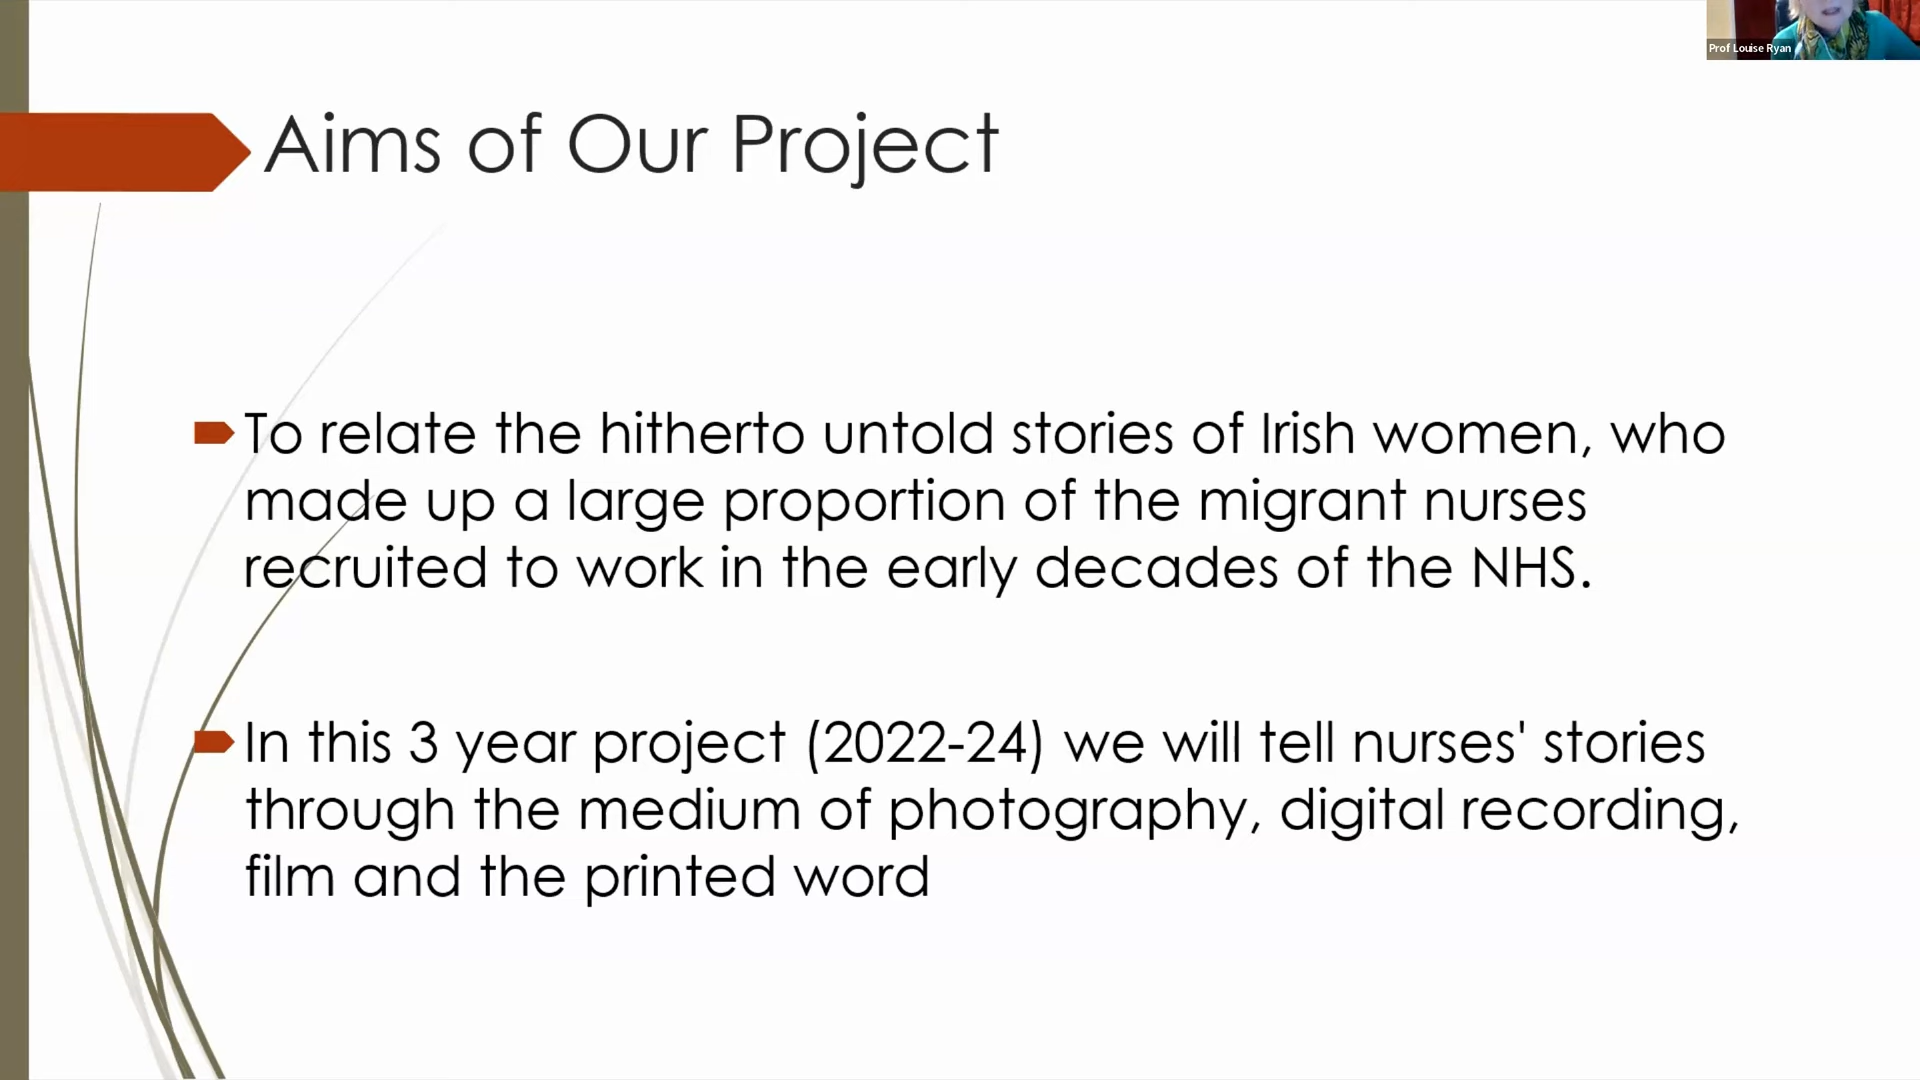 Prof Louise Ryan
Aims of Our Project
To relate the hitherto untold stories of Irish women, who
made up a large proportion of the migrant nurses
recruited to work in the early decades of the NHS.
In this 3 year project (2022-24) we will tell nurses' stories
through the medium of photography, digital recording,
film and the printed word